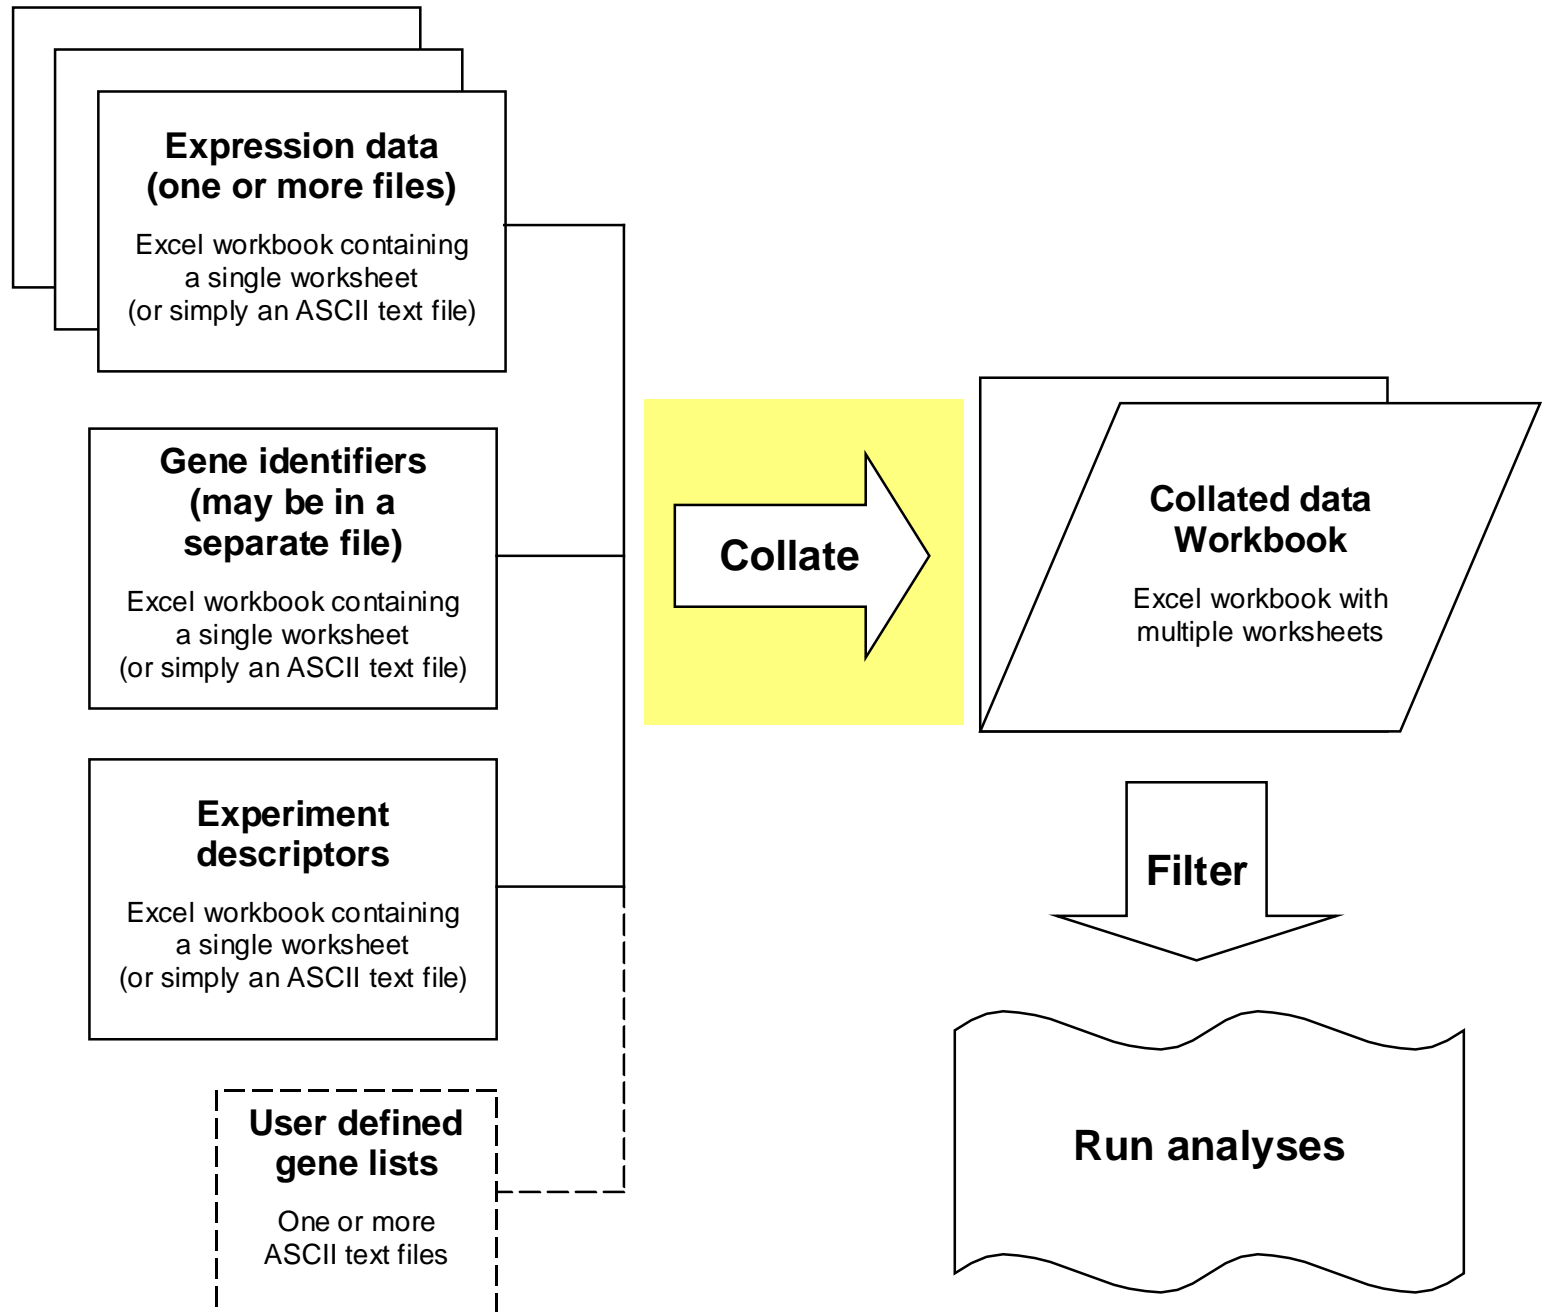 Expression data
(one or more files)
Excel workbook containing
a single worksheet
(or simply an ASCII text file)
Gene identifiers
(may be in a
separate file)
Excel workbook containing
a single worksheet
(or simply an ASCII text file)
Experiment
descriptors
Excel workbook containing
a single worksheet
(or simply an ASCII text file)
User defined
gene lists
One or more
ASCII text files
Collate
Collated data
Workbook
Excel workbook with
multiple worksheets
Filter
Run analyses